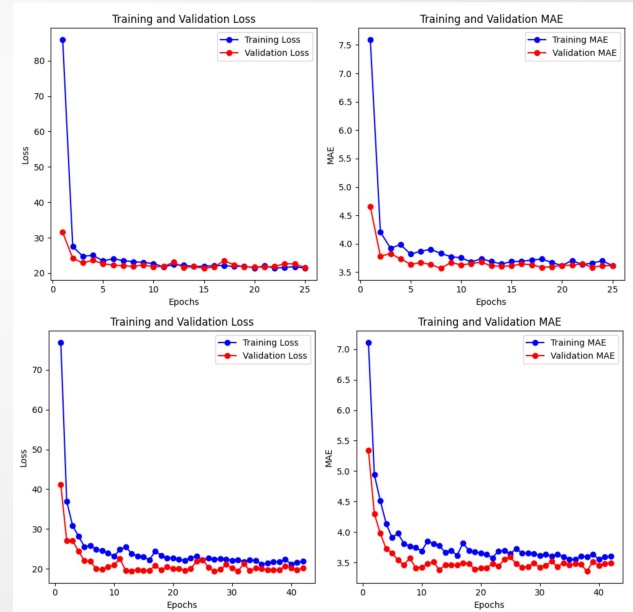 Training and Validation Loss
Training Loss
Validation Loss
80
70
60
50
40
30
20
Loss
0
5
10
15
20
25
Epochs
Training and Validation MAE
Training MAE
Validation MAE
7.5
7.0
6.5
6.0
5.5
5.0
4.5
4.0
3.5
MAE
0
5
10
15
20
25
Epochs
Training and Validation Loss
Training Loss
Validation Loss
70
60
50
40
30
20
Loss
0
10
20
30
40
Epochs
Training and Validation MAE
Training MAE
Validation MAE
7.0
6.5
6.0
5.5
5.0
4.5
4.0
3.5
MAE
0
10
20
30
40
Epochs